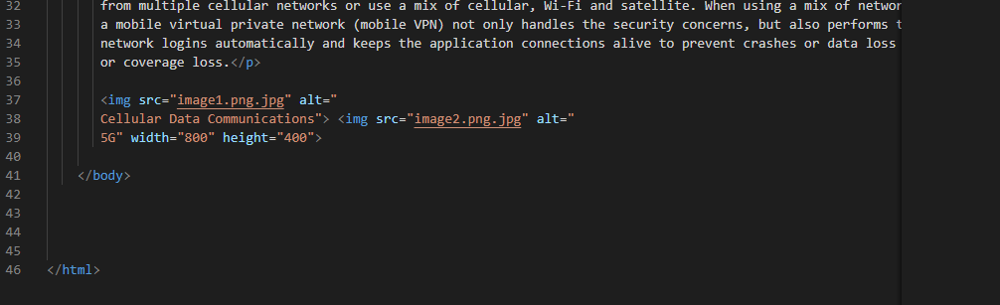 32 from multiple cellular networks or use a mix of cellular, Wi-Fi and satellite. When using a mix of networ
33 a mobile virtual private network (mobile VPN) not only handles the security concerns, but also performs t
34 network logins automatically and keeps the application connections alive to prevent crashes or data loss
35 or coverage loss.</p>
36
37 <img src="image1.png.jpg" alt="
38 Cellular Data Communications"> <img src="image2.png.jpg" alt="
39 5G" width="800" height="400">
40
41 </body>
42
43
44
45
46 </html>